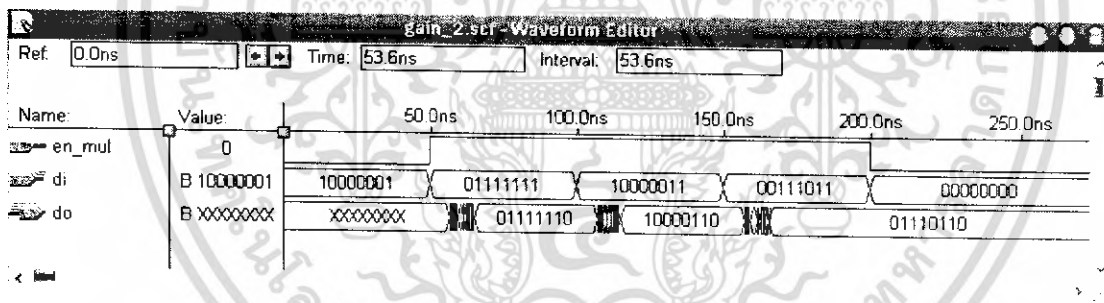 gain_2.scf - Waveform Editor
Ref: 0.0ns Time: 53.6ns Interval: 53.6ns
Name: Value: 50.0ns 100.0ns 150.0ns 200.0ns 250.0ns
en_mul 0
di B 10000001 10000001 01111111 10000011 00111011 00000000
do B XXXXXXXX XXXXXXXX 01111110 10000110 01110110